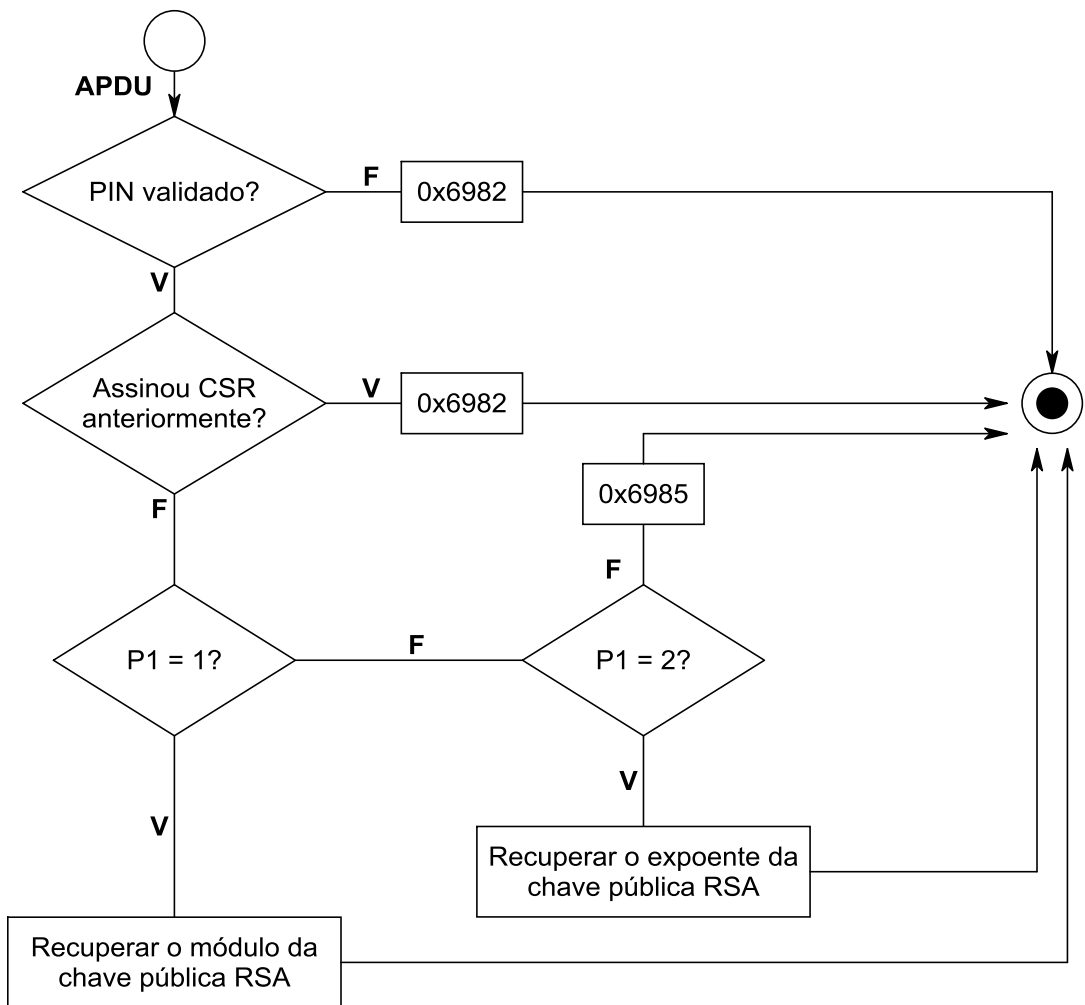 APDU
PIN validado?
F
0x6982
V
Assinou CSR
anteriormente?
V
0x6982
F
0x6985
F
P1 = 1?
F
P1 = 2?
V
V
Recuperar o expoente da
chave pública RSA
Recuperar o módulo da
chave pública RSA